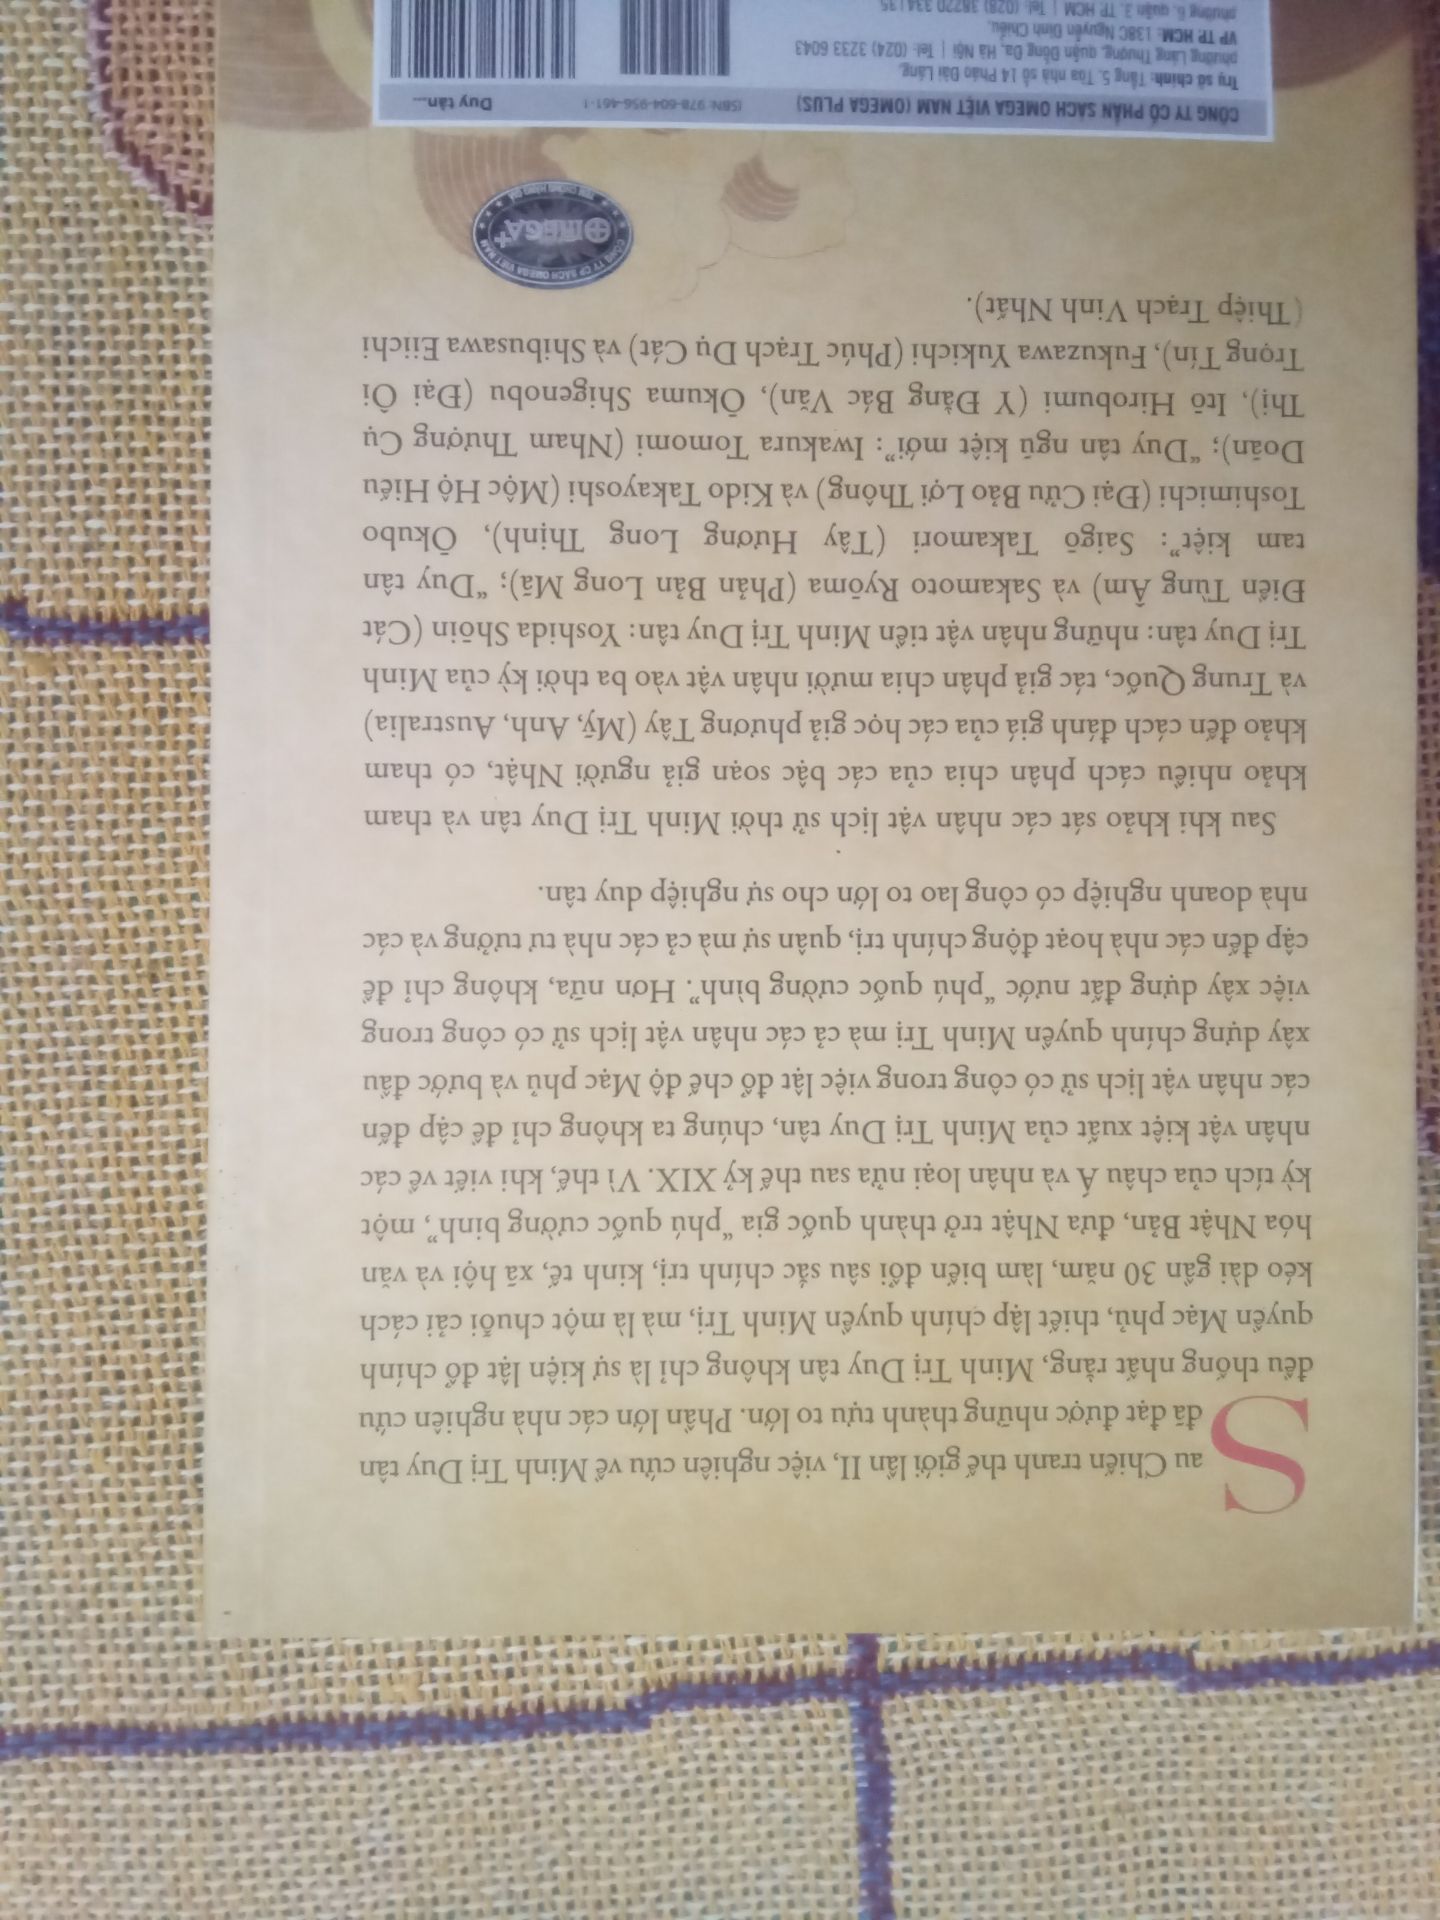 Sau Chiến tranh thế giới lần II, việc nghiên cứu về Minh Trị Duy tân
đã đạt được những thành tựu to lớn. Phần lớn các nhà nghiên cứu
đều thống nhất rằng, Minh Trị Duy tân không chỉ là sự kiện lật đổ chính
quyền Mạc phủ, thiết lập chính quyền Minh Trị, mà là một chuỗi cải cách
kéo dài gần 30 năm, làm biến đổi sâu sắc chính trị, kinh tế, xã hội và văn
hóa Nhật Bản, đưa Nhật trở thành quốc gia “phú quốc cường binh”, một
kỳ tích của châu Á và nhân loại nửa sau thế kỷ XIX. Vì thế, khi viết về các
nhân vật kiệt xuất của Minh Trị Duy tân, chúng ta không chỉ đề cập đến
các nhân vật lịch sử có công trong việc lật đổ chế độ Mạc phủ và bước đầu
xây dựng chính quyền Minh Trị mà cả các nhân vật lịch sử có công trong
việc xây dựng đất nước “phú quốc cường binh”. Hơn nữa, không chỉ đề
cập đến các nhà hoạt động chính trị, quân sự mà cả các nhà tư tưởng và các
nhà doanh nghiệp có công lao to lớn cho sự nghiệp duy tân.
Sau khi khảo sát các nhân vật lịch sử thời Minh Trị Duy tân và tham
khảo nhiều cách phân chia của các bậc soạn giả người Nhật, có tham
khảo đến cách đánh giá của các học giả phương Tây (Mỹ, Anh, Australia)
và Trung Quốc, tác giả phân chia mười nhân vật vào ba thời kỳ của Minh
Trị Duy tân: những nhân vật tiền Minh Trị Duy tân: Yoshida Shōin (Cát
Điền Tùng Âm) và Sakamoto Ryōma (Phản Bản Long Mã); “Duy tân
tam kiệt”: Saigō Takamori (Tây Hương Long Thịnh), Ōkubo
Toshimichi (Đại Cửu Bảo Lợi Thông) và Kido Takayoshi (Mộc Hộ Hiếu
Doãn); “Duy tân ngũ kiệt mới”: Iwakura Tomomi (Nham Thượng Cụ
Thị), Itō Hirobumi (Y Đằng Bác Văn), Ōkuma Shigenobu (Đại Ôi
Trọng Tín), Fukuzawa Yukichi (Phúc Trạch Dụ Cát) và Shibusawa Eiichi
(Thiệp Trạch Vinh Nhất).
CÔNG TY CP SÁCH OMEGA VIỆT NAM
OMEGA+
CÔNG TY CỔ PHẦN SÁCH OMEGA VIỆT NAM (OMEGA PLUS)
Trụ sở chính: Tầng 5, Tòa nhà số 14 Pháo Đài Láng,
phường Láng Thượng, quận Đống Đa, Hà Nội | Tel: (024) 3233 6043
VP TP HCM: 138C Nguyễn Đình Chiểu,
phường 6, quận 3, TP HCM | Tel: (028) 38220 334|35
ISBN: 978-604-956-461-1
Duy tân...